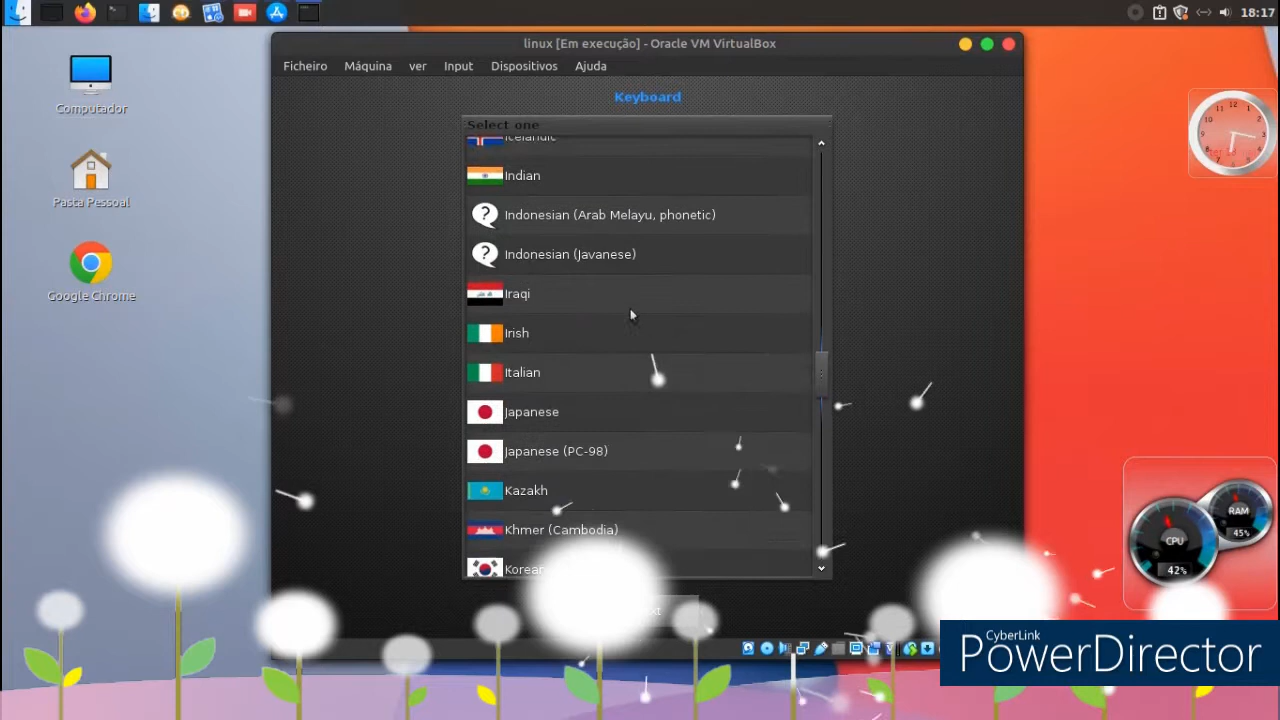 18:17
linux [Em execução] - Oracle VM VirtualBox
Ficheiro Máquina ver Input Dispositivos Ajuda
Computador
Pasta Pessoal
Google Chrome
Keyboard
Select one
Icelandic
Indian
Indonesian (Arab Melayu, phonetic)
Indonesian (Javanese)
Iraqi
Irish
Italian
Japanese
Japanese (PC-98)
Kazakh
Khmer (Cambodia)
Korean
12
RAM
45%
CPU
42%
CyberLink
PowerDirector